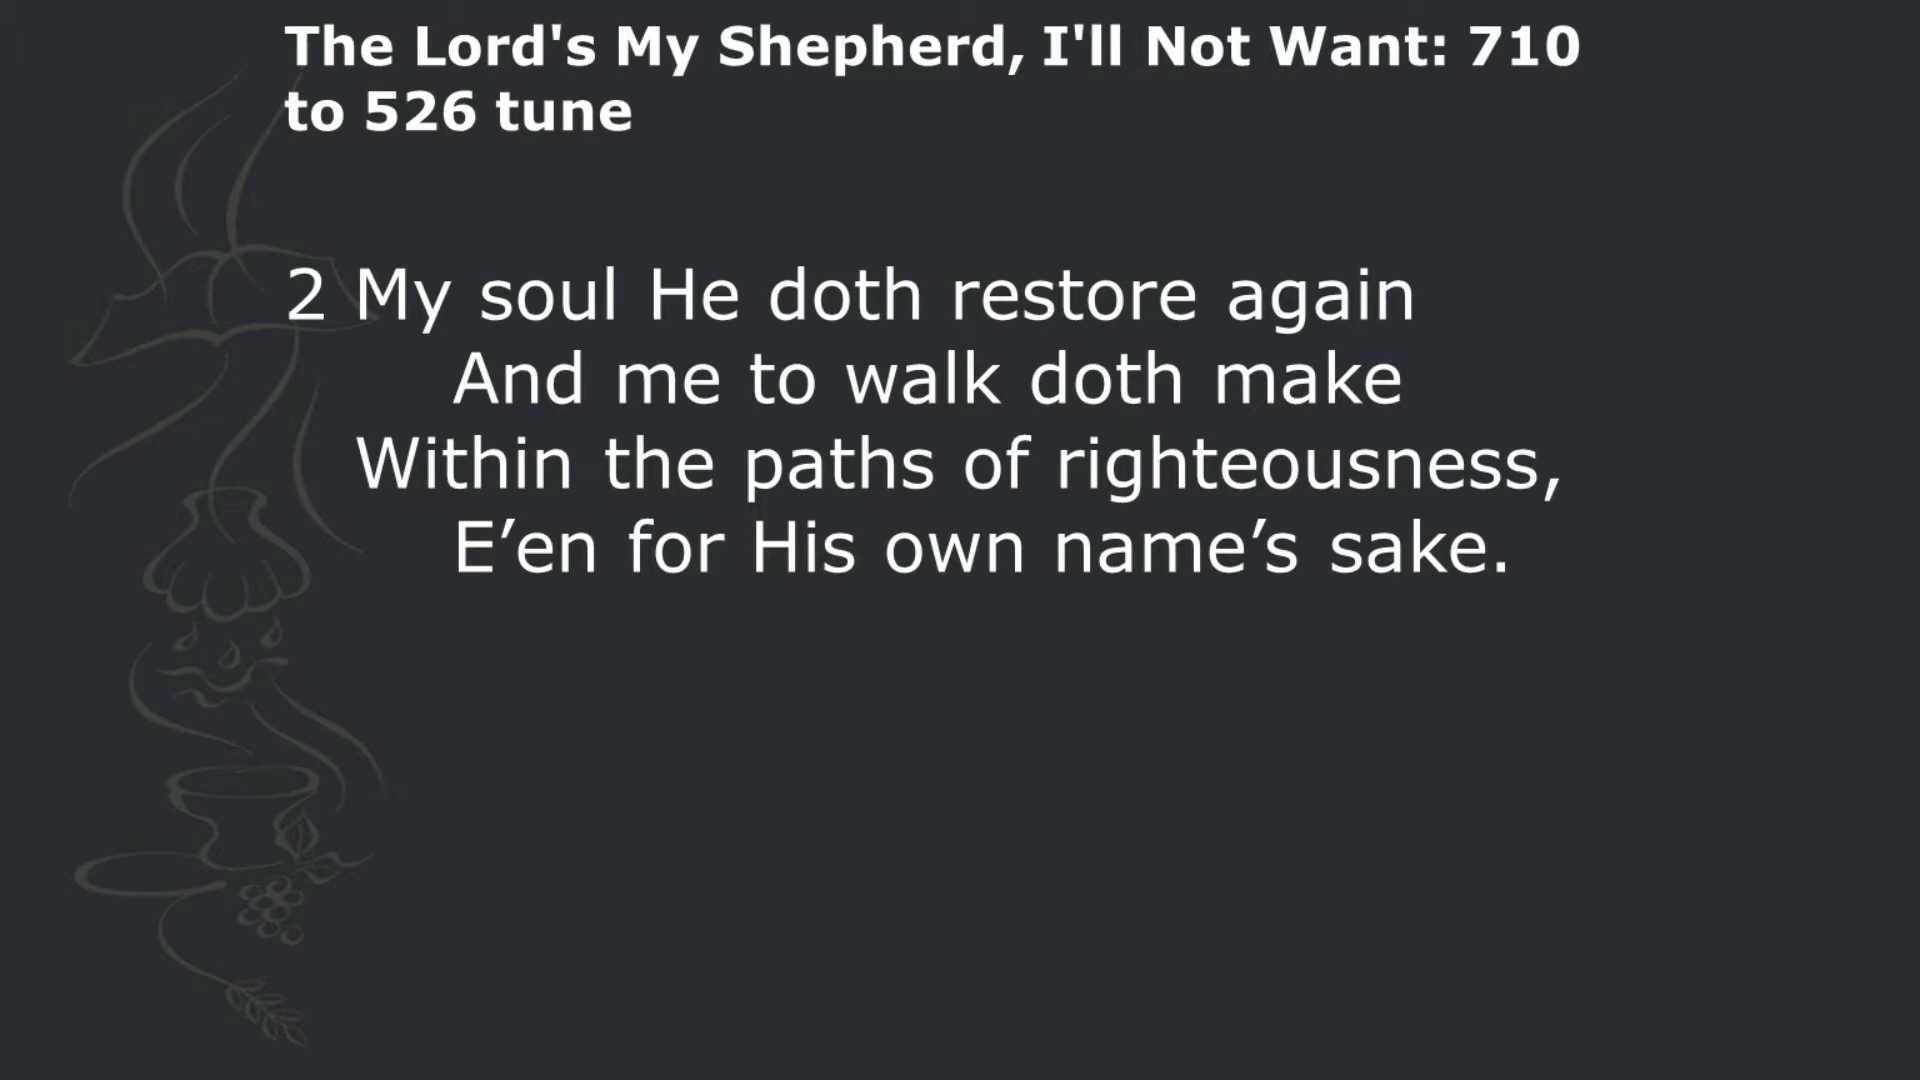 The Lord's My Shepherd, I'll Not Want: 710
to 526 tune
2 My soul He doth restore again
And me to walk doth make
Within the paths of righteousness,
E’en for His own name’s sake.